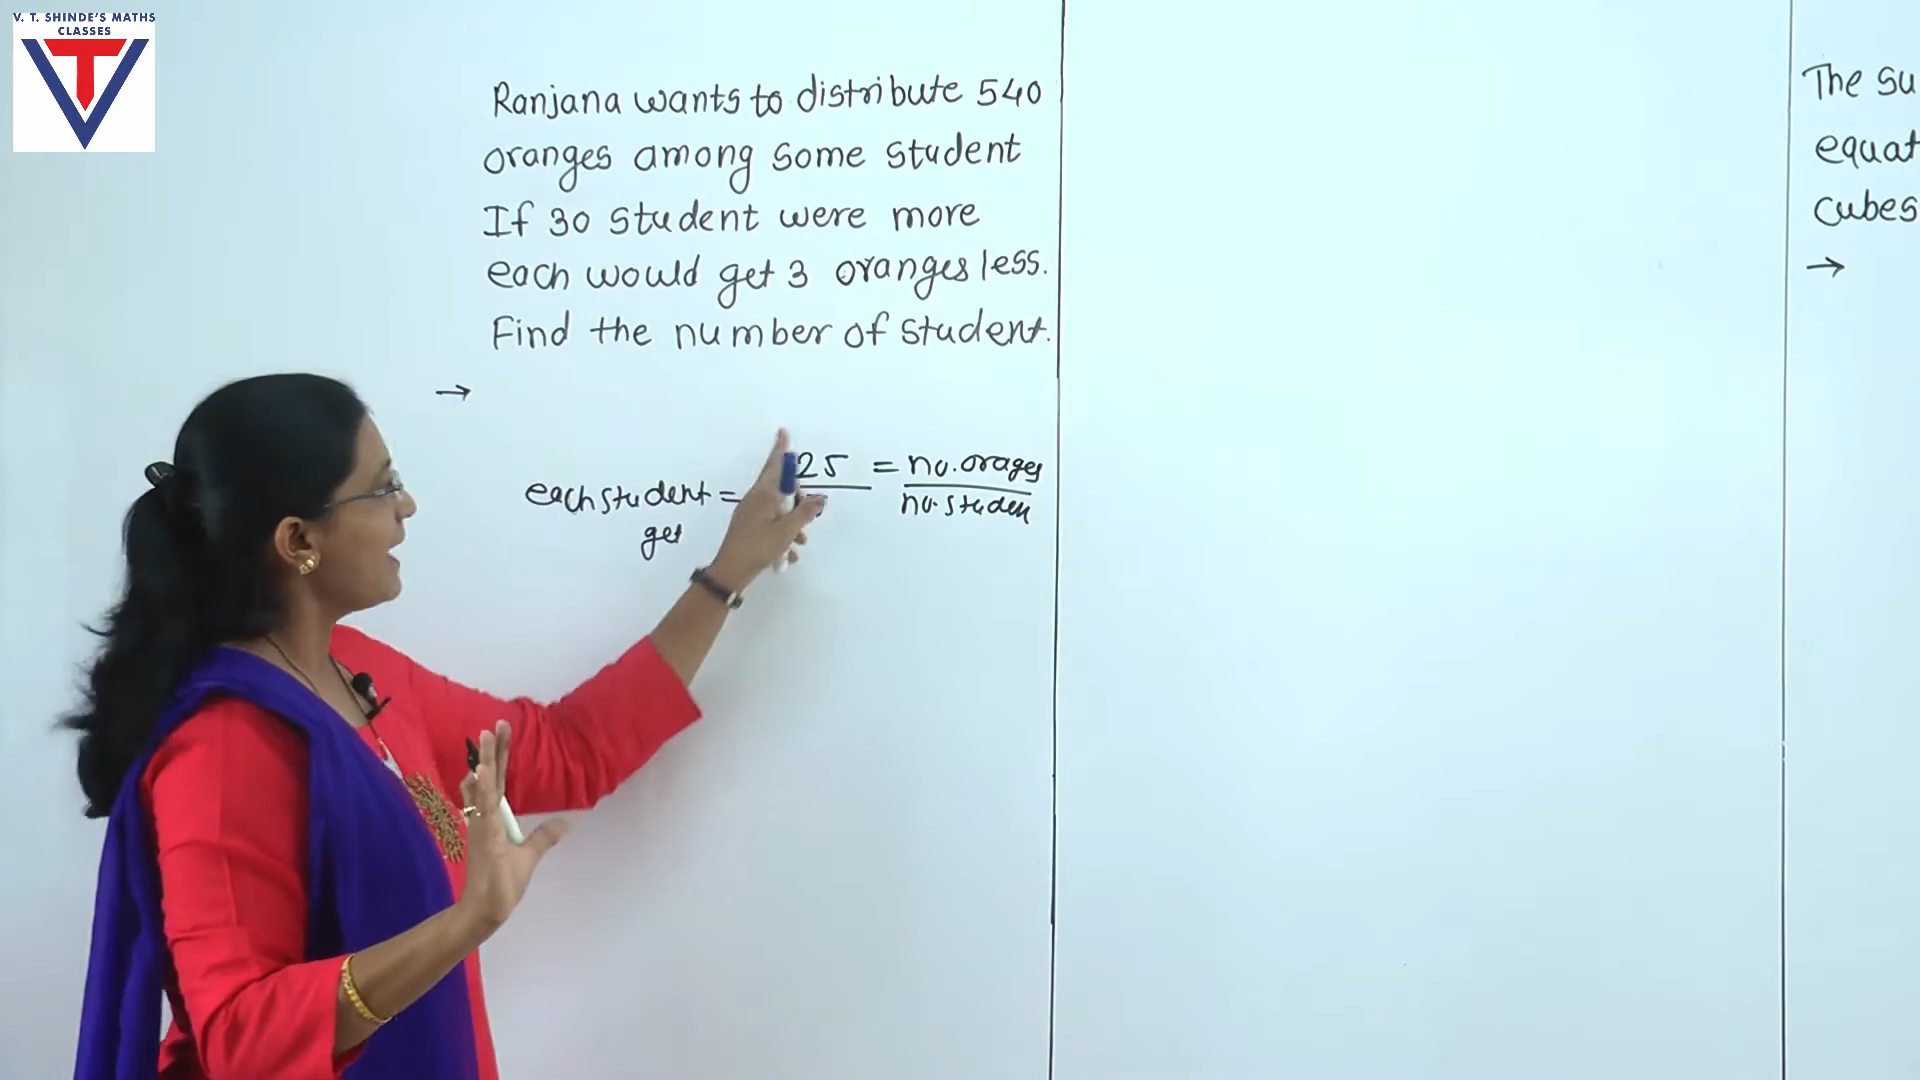 V. T. SHINDE'S MATHS
CLASSES
Ranjana wants to distribute 540
oranges among some student
If 30 student were more
each would get 3 oranges less.
Find the number of student.
→
each student = 25 = no. orages
get no. studen
The su
equat
cubes
→